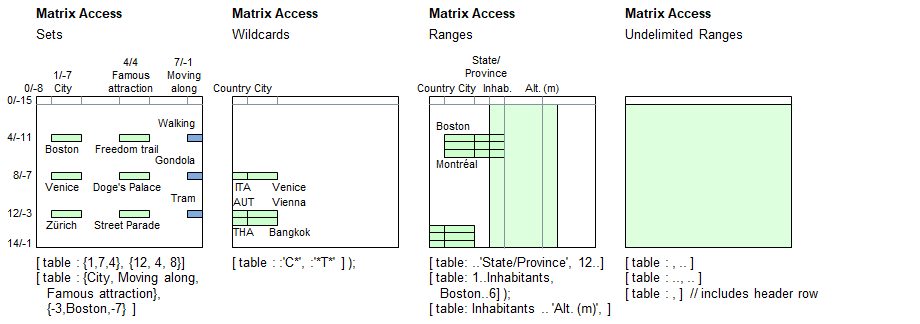 Matrix Access
Sets
1/-7
City
4/4
Famous
attraction
7/-1
Moving
along
0/-8
0/-15
4/-11
8/-7
12/-3
14/-1
Walking
Boston
Freedom trail
Gondola
Venice
Doge's Palace
Tram
Zürich
Street Parade
[ table : {1,7,4}, {12, 4, 8}]
[ table : {City, Moving along,
Famous attraction},
{-3,Boston,-7} ]
Matrix Access
Wildcards
Country City
ITA
Venice
AUT
Vienna
THA
Bangkok
[ table : :'C*', :'*T*' ] );
Matrix Access
Ranges
State/
Province
Country City
Inhab.
Alt. (m)
Boston
Montréal
[ table: ..'State/Province', 12..]
[ table: 1..Inhabitants,
Boston..6] );
[ table: Inhabitants .. 'Alt. (m)', ]
Matrix Access
Undelimited Ranges
[ table : , .. ]
[ table : .., .. ]
[ table : , ] // includes header row